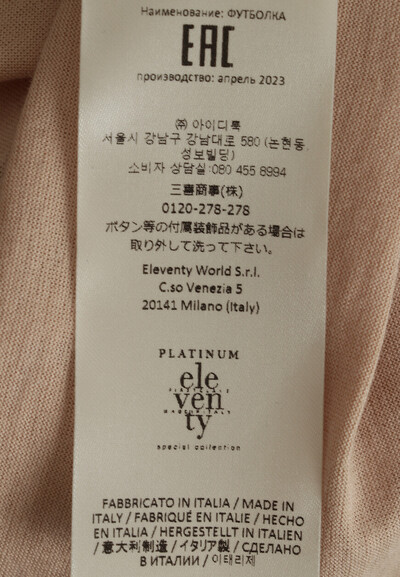 Наименование: ФУТБОЛКА
EAC
производство: апрель 2023
㈜ 아이디룩
서울시 강남구 강남대로 580 (논현동
성보빌딩)
소비자 상담실:080 455 8994
三喜商事(株)
0120-278-278
ボタン等の付属装飾品がある場合は
取り外して洗って下さい。
Eleventy World S.r.l.
C.so Venezia 5
20141 Milano (Italy)
PLATINUM
ele
ven
ty
special collection
FABBRICATO IN ITALIA / MADE IN
ITALY / FABRIQUÉ EN ITALIE / HECHO
EN ITALIA / HERGESTELLT IN ITALIEN
/ 意大利制造 / イタリア製 / СДЕЛАНО
В ИТАЛИИ / 이태리제